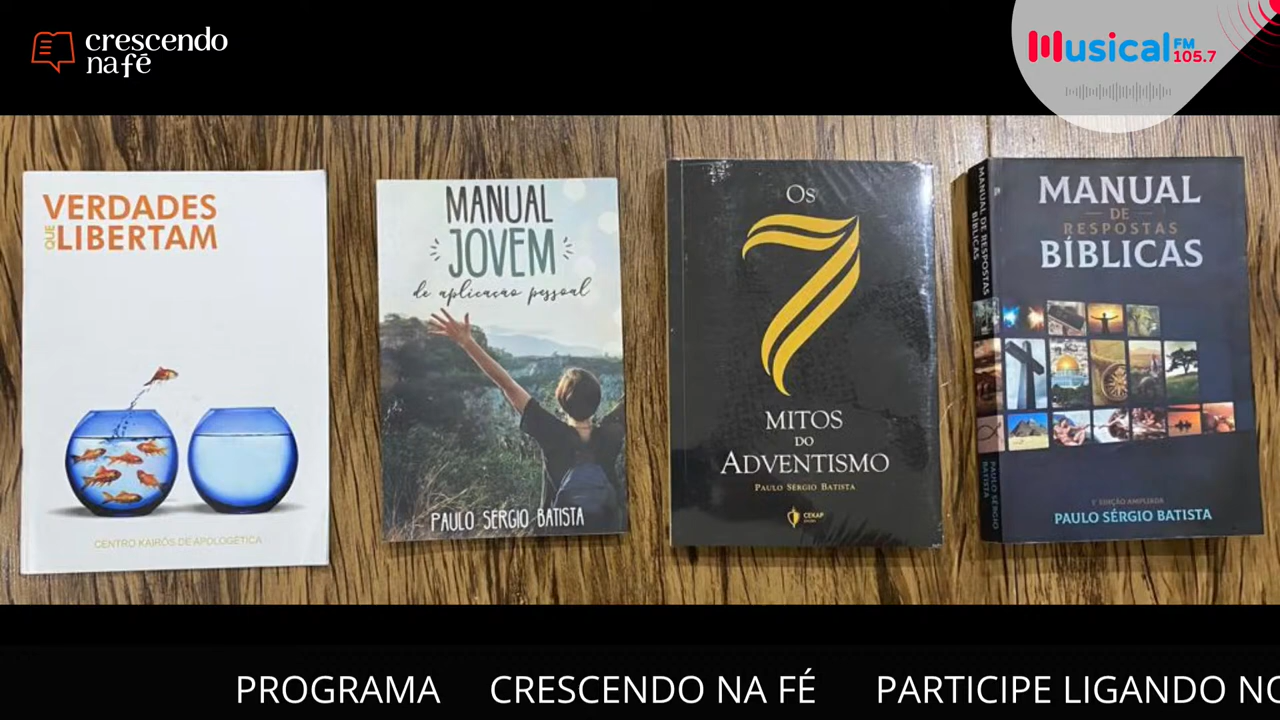 crescendo
na fé
Musical FM
105.7
VERDADES
QUE LIBERTAM
CENTRO KAIRÓS DE APOLOGÉTICA
MANUAL
JOVEM
de aplicação pessoal
PAULO SÉRGIO BATISTA
OS
7
MITOS
DO
ADVENTISMO
PAULO SÉRGIO BATISTA
CEKAP
MANUAL DE RESPOSTAS
BÍBLICAS
PAULO SÉRGIO
BATISTA
MANUAL
DE
RESPOSTAS
BÍBLICAS
EDIÇÃO AMPLIADA
PAULO SÉRGIO BATISTA
PROGRAMA CRESCENDO NA FÉ PARTICIPE LIGANDO NO